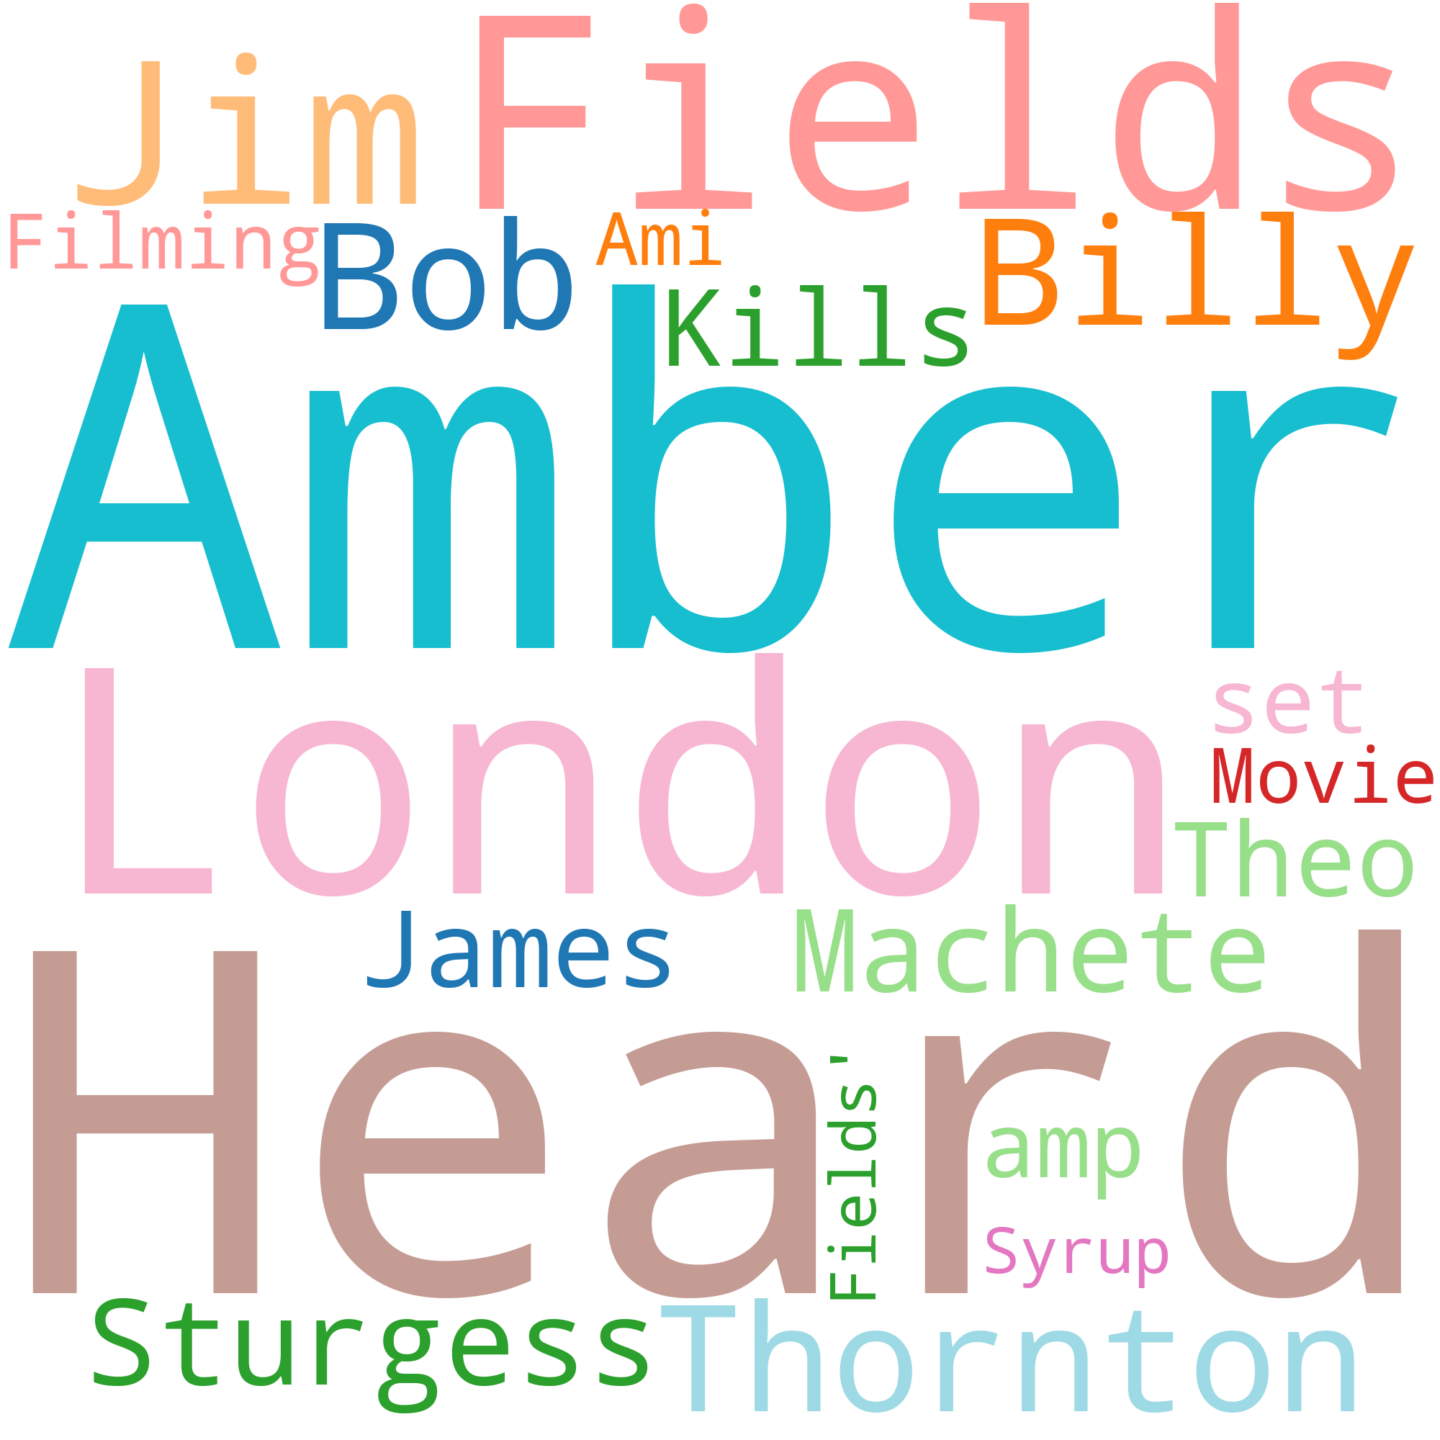 Jim Fields
Filming Bob Ami Billy
Kills
Amber
London
set
Movie
Theo
James Machete
Heard
Fields'
amp
Syrup
Sturgess Thornton